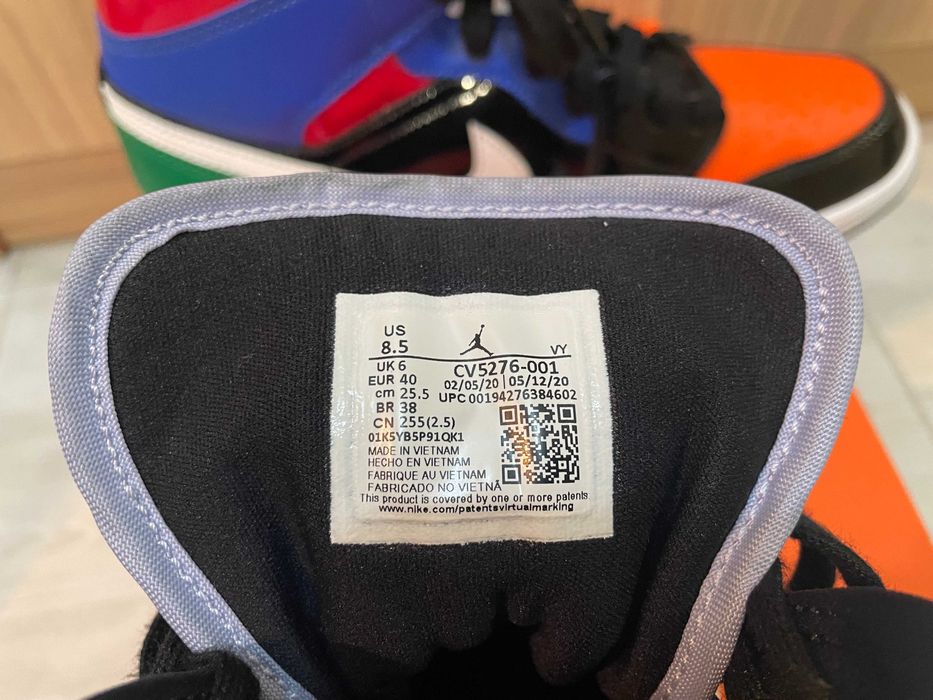 US
8.5
VY
UK 6
CV5276-001
EUR 40
02/05/20 | 05/12/20
cm 25.5
UPC 00194276384602
BR 38
CN 255(2.5)
01K5YB5P91QK1
MADE IN VIETNAM
HECHO EN VIETNAM
FABRIQUE AU VIETNAM
FABRICADO NO VIETNÃ
This product is covered by one or more patents
www.nike.com/patentsvirtualmarking